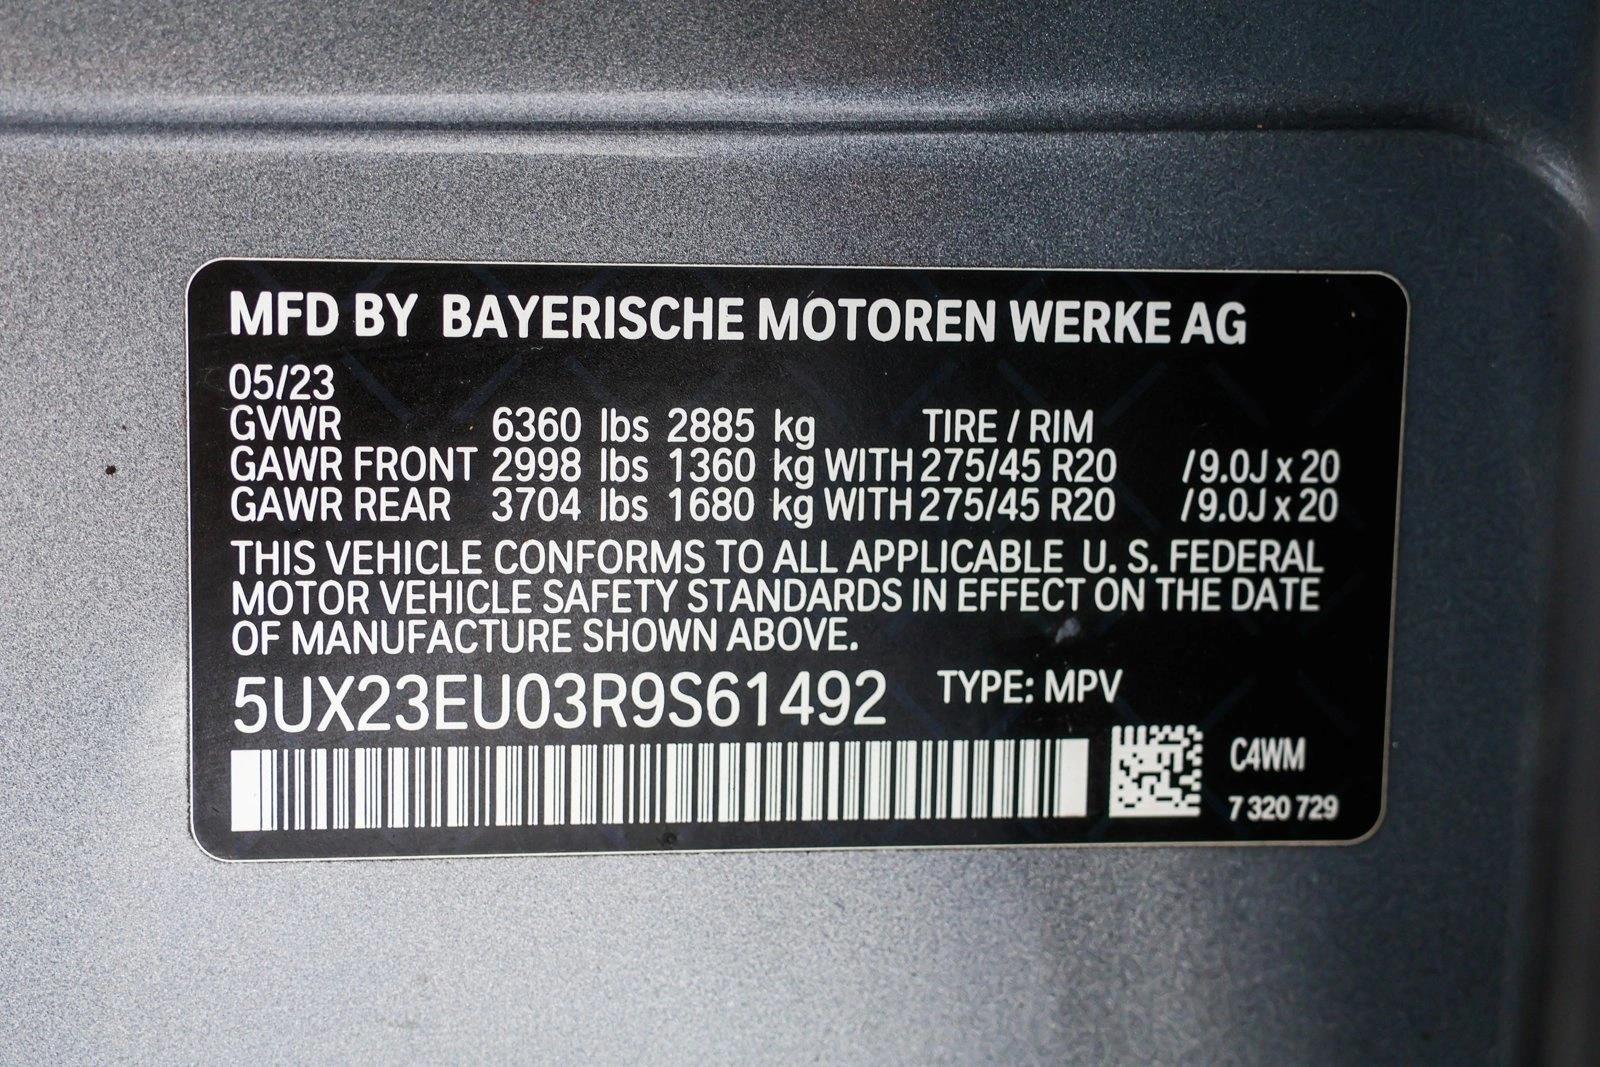 MFD BY BAYERISCHE MOTOREN WERKE AG
05/23
GVWR 6360 lbs 2885 kg TIRE / RIM
GAWR FRONT 2998 lbs 1360 kg WITH 275/45 R20 /9.0J x 20
GAWR REAR 3704 lbs 1680 kg WITH 275/45 R20 /9.0J x 20
THIS VEHICLE CONFORMS TO ALL APPLICABLE U. S. FEDERAL
MOTOR VEHICLE SAFETY STANDARDS IN EFFECT ON THE DATE
OF MANUFACTURE SHOWN ABOVE.
5UX23EU03R9S61492 TYPE: MPV
C4WM
7 320 729